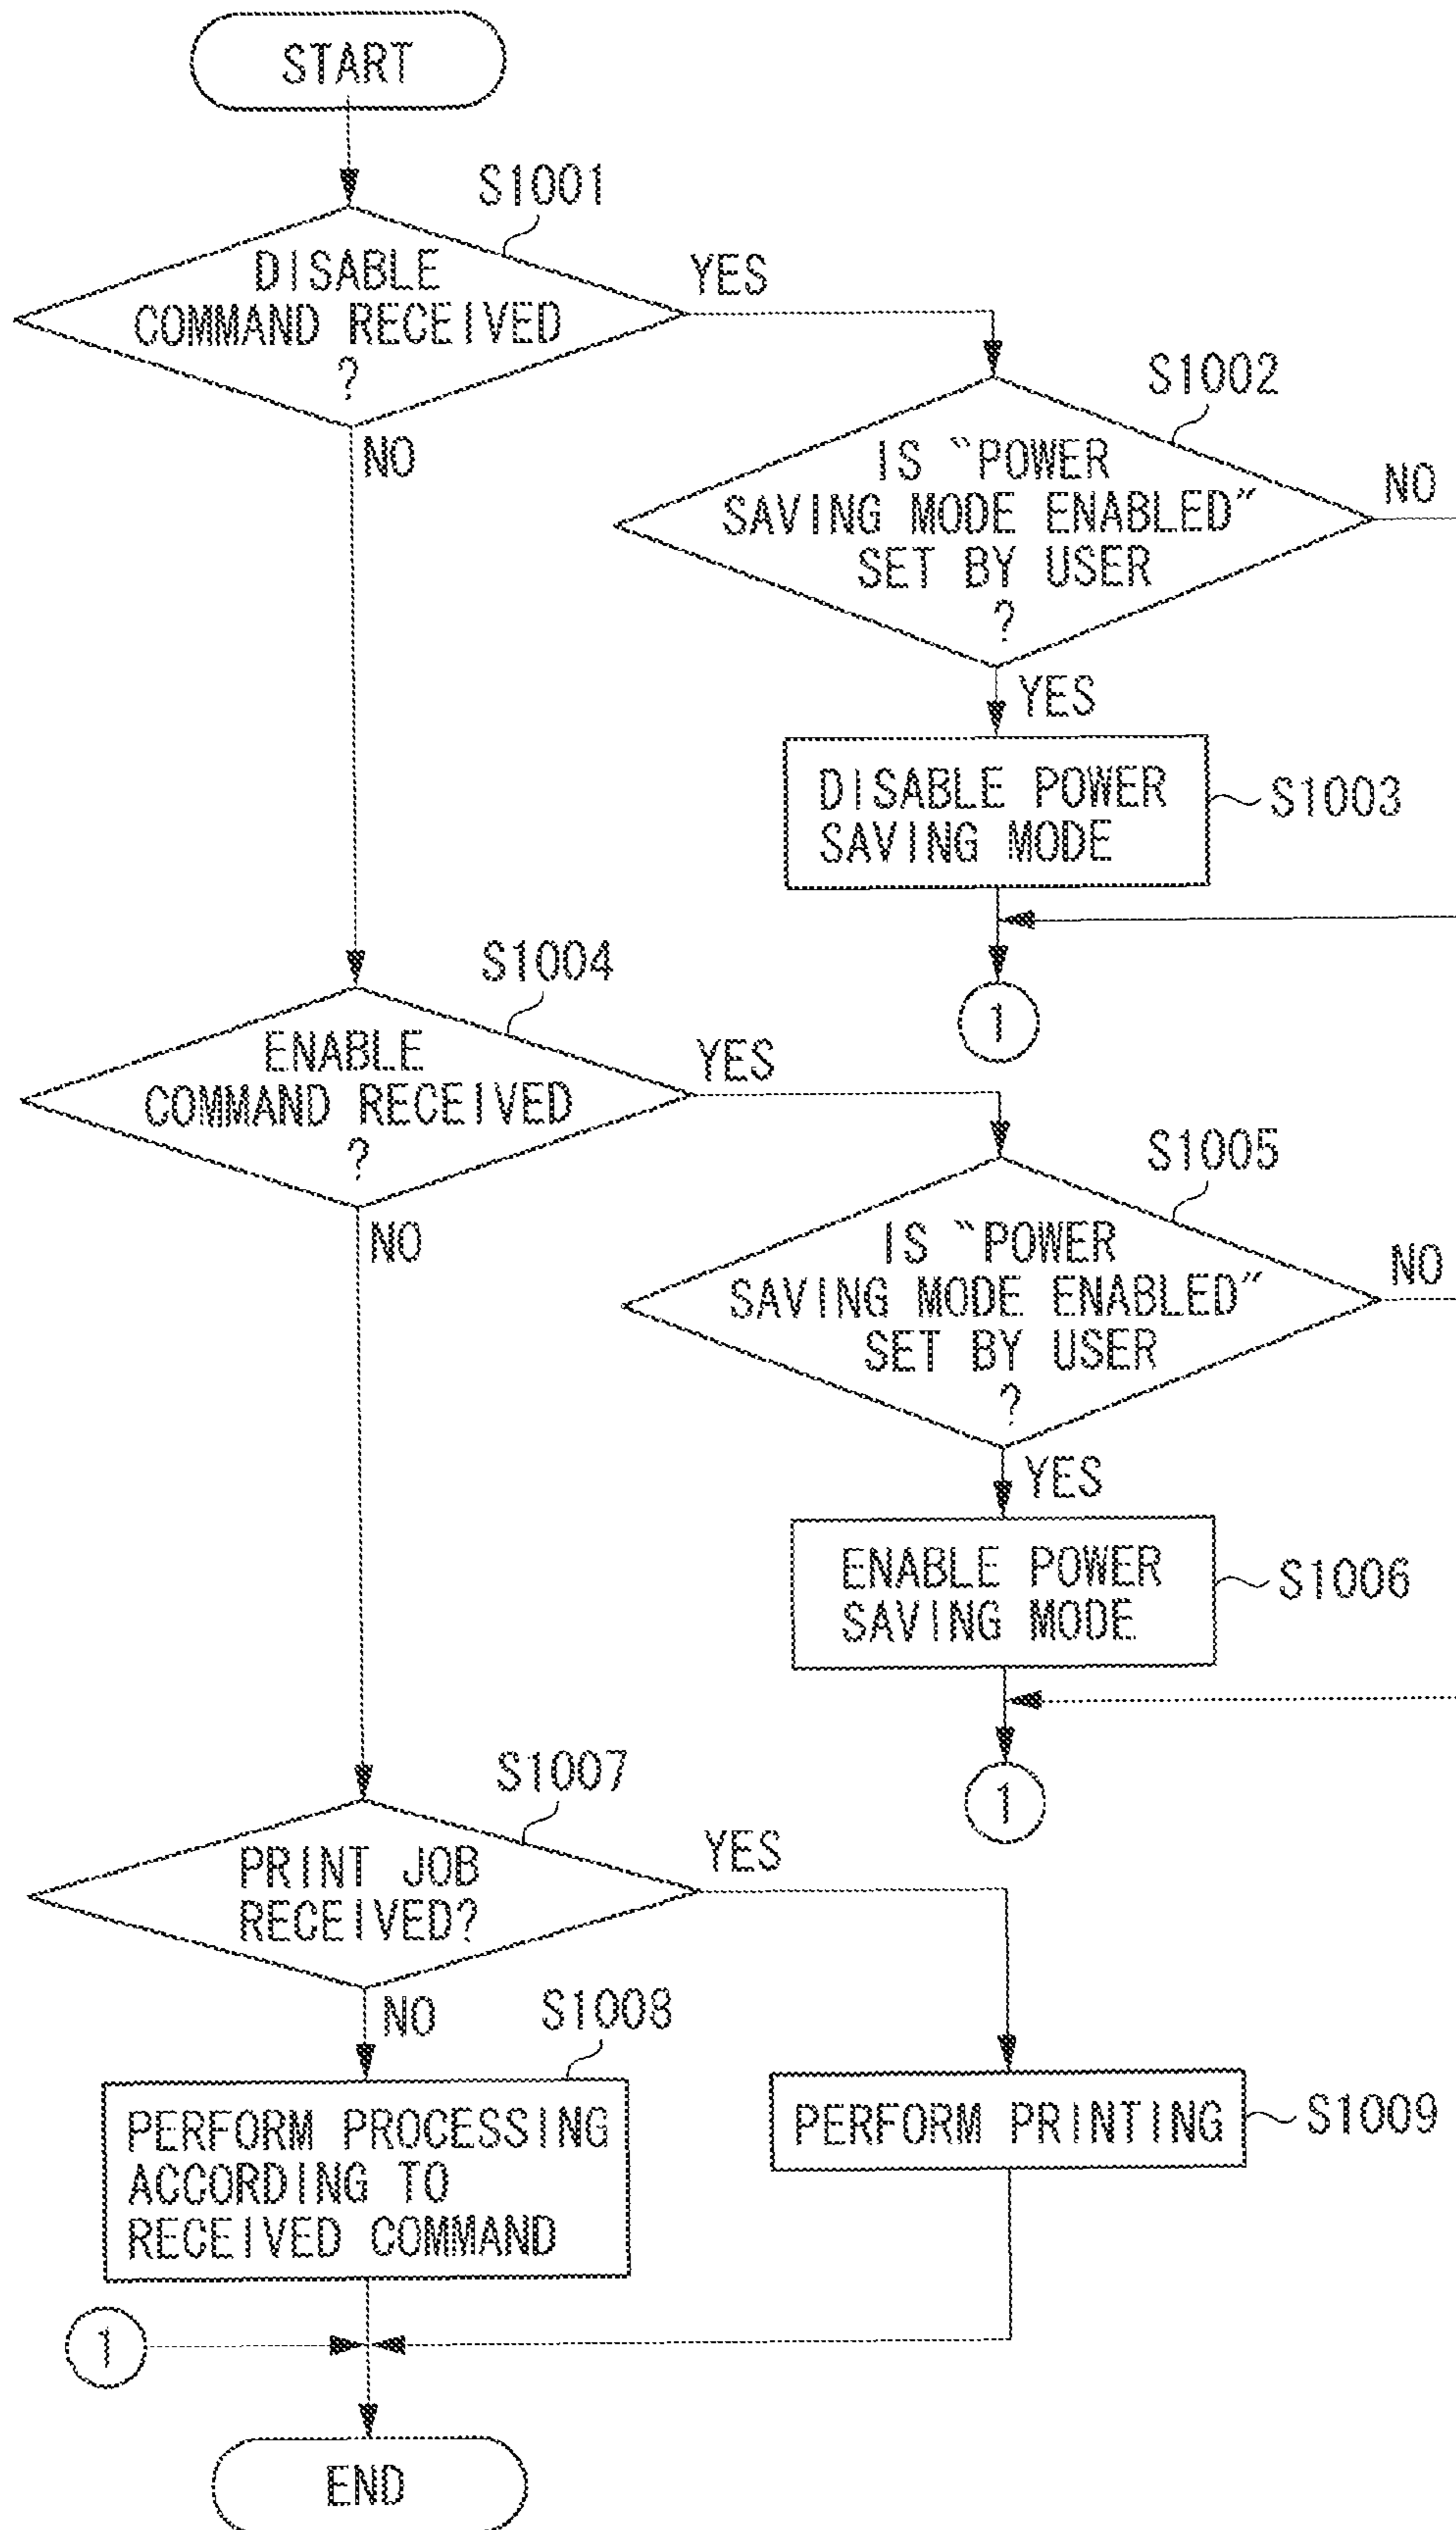 START
S1001
DISABLE
COMMAND RECEIVED
?
YES
NO
S1002
IS “POWER
SAVING MODE ENABLED”
SET BY USER
?
NO
YES
DISABLE POWER
SAVING MODE
S1003
1
S1004
ENABLE
COMMAND RECEIVED
?
YES
NO
S1005
IS “POWER
SAVING MODE ENABLED”
SET BY USER
?
NO
YES
ENABLE POWER
SAVING MODE
S1006
1
S1007
PRINT JOB
RECEIVED?
YES
NO
S1008
PERFORM PROCESSING
ACCORDING TO
RECEIVED COMMAND
PERFORM PRINTING
S1009
1
END